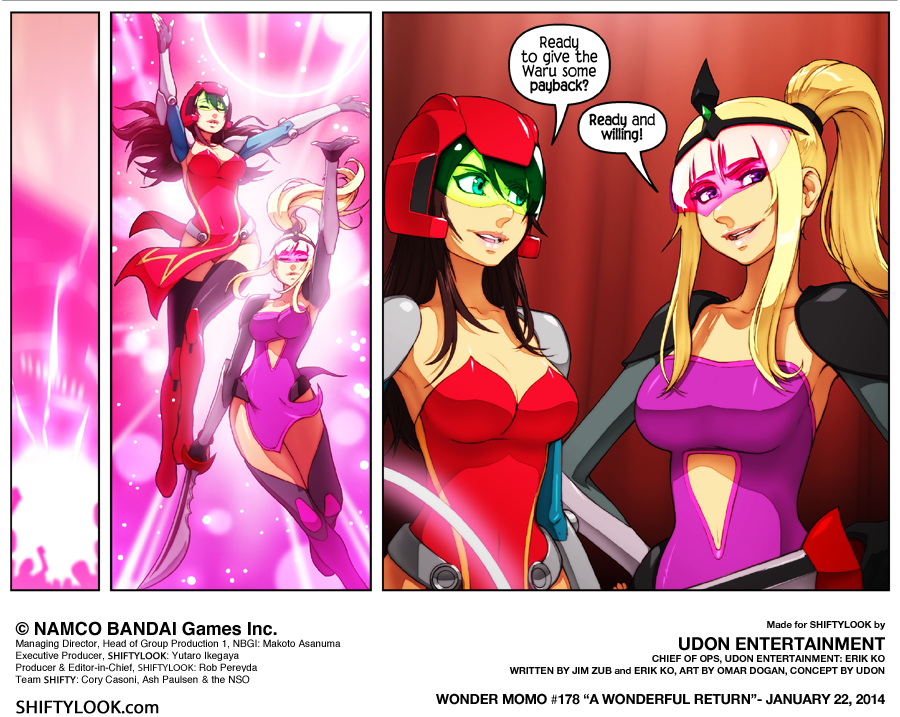 Ready
to give the
Waru some
payback?
Ready and
willing!
© NAMCO BANDAI Games Inc.
Managing Director, Head of Group Production 1, NBGI: Makoto Asanuma
Executive Producer, SHIFTYLOOK: Yutaro Ikegaya
Producer & Editor-in-Chief, SHIFTYLOOK: Rob Pereyda
Team SHIFTY: Cory Casoni, Ash Paulsen & the NSO
SHIFTYLOOK.com
Made for SHIFTYLOOK by
UDON ENTERTAINMENT
CHIEF OF OPS, UDON ENTERTAINMENT: ERIK KO
WRITTEN BY JIM ZUB and ERIK KO, ART BY OMAR DOGAN, CONCEPT BY UDON
WONDER MOMO #178 “A WONDERFUL RETURN”- JANUARY 22, 2014